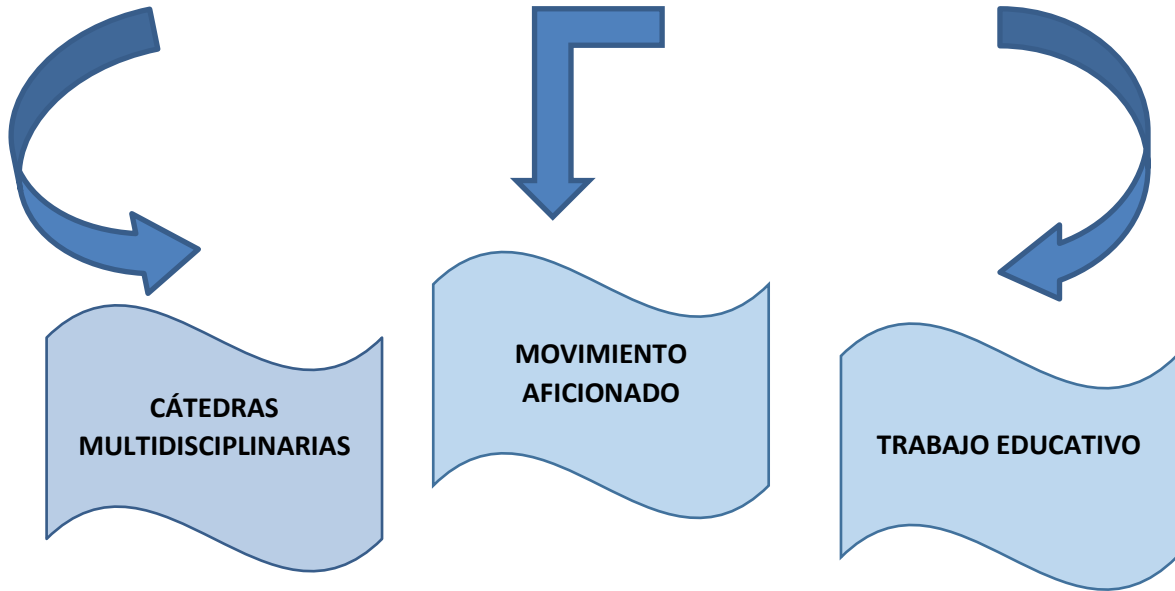 CÁTEDRAS
MULTIDISCIPLINARIAS
MOVIMIENTO
AFICIONADO
TRABAJO EDUCATIVO